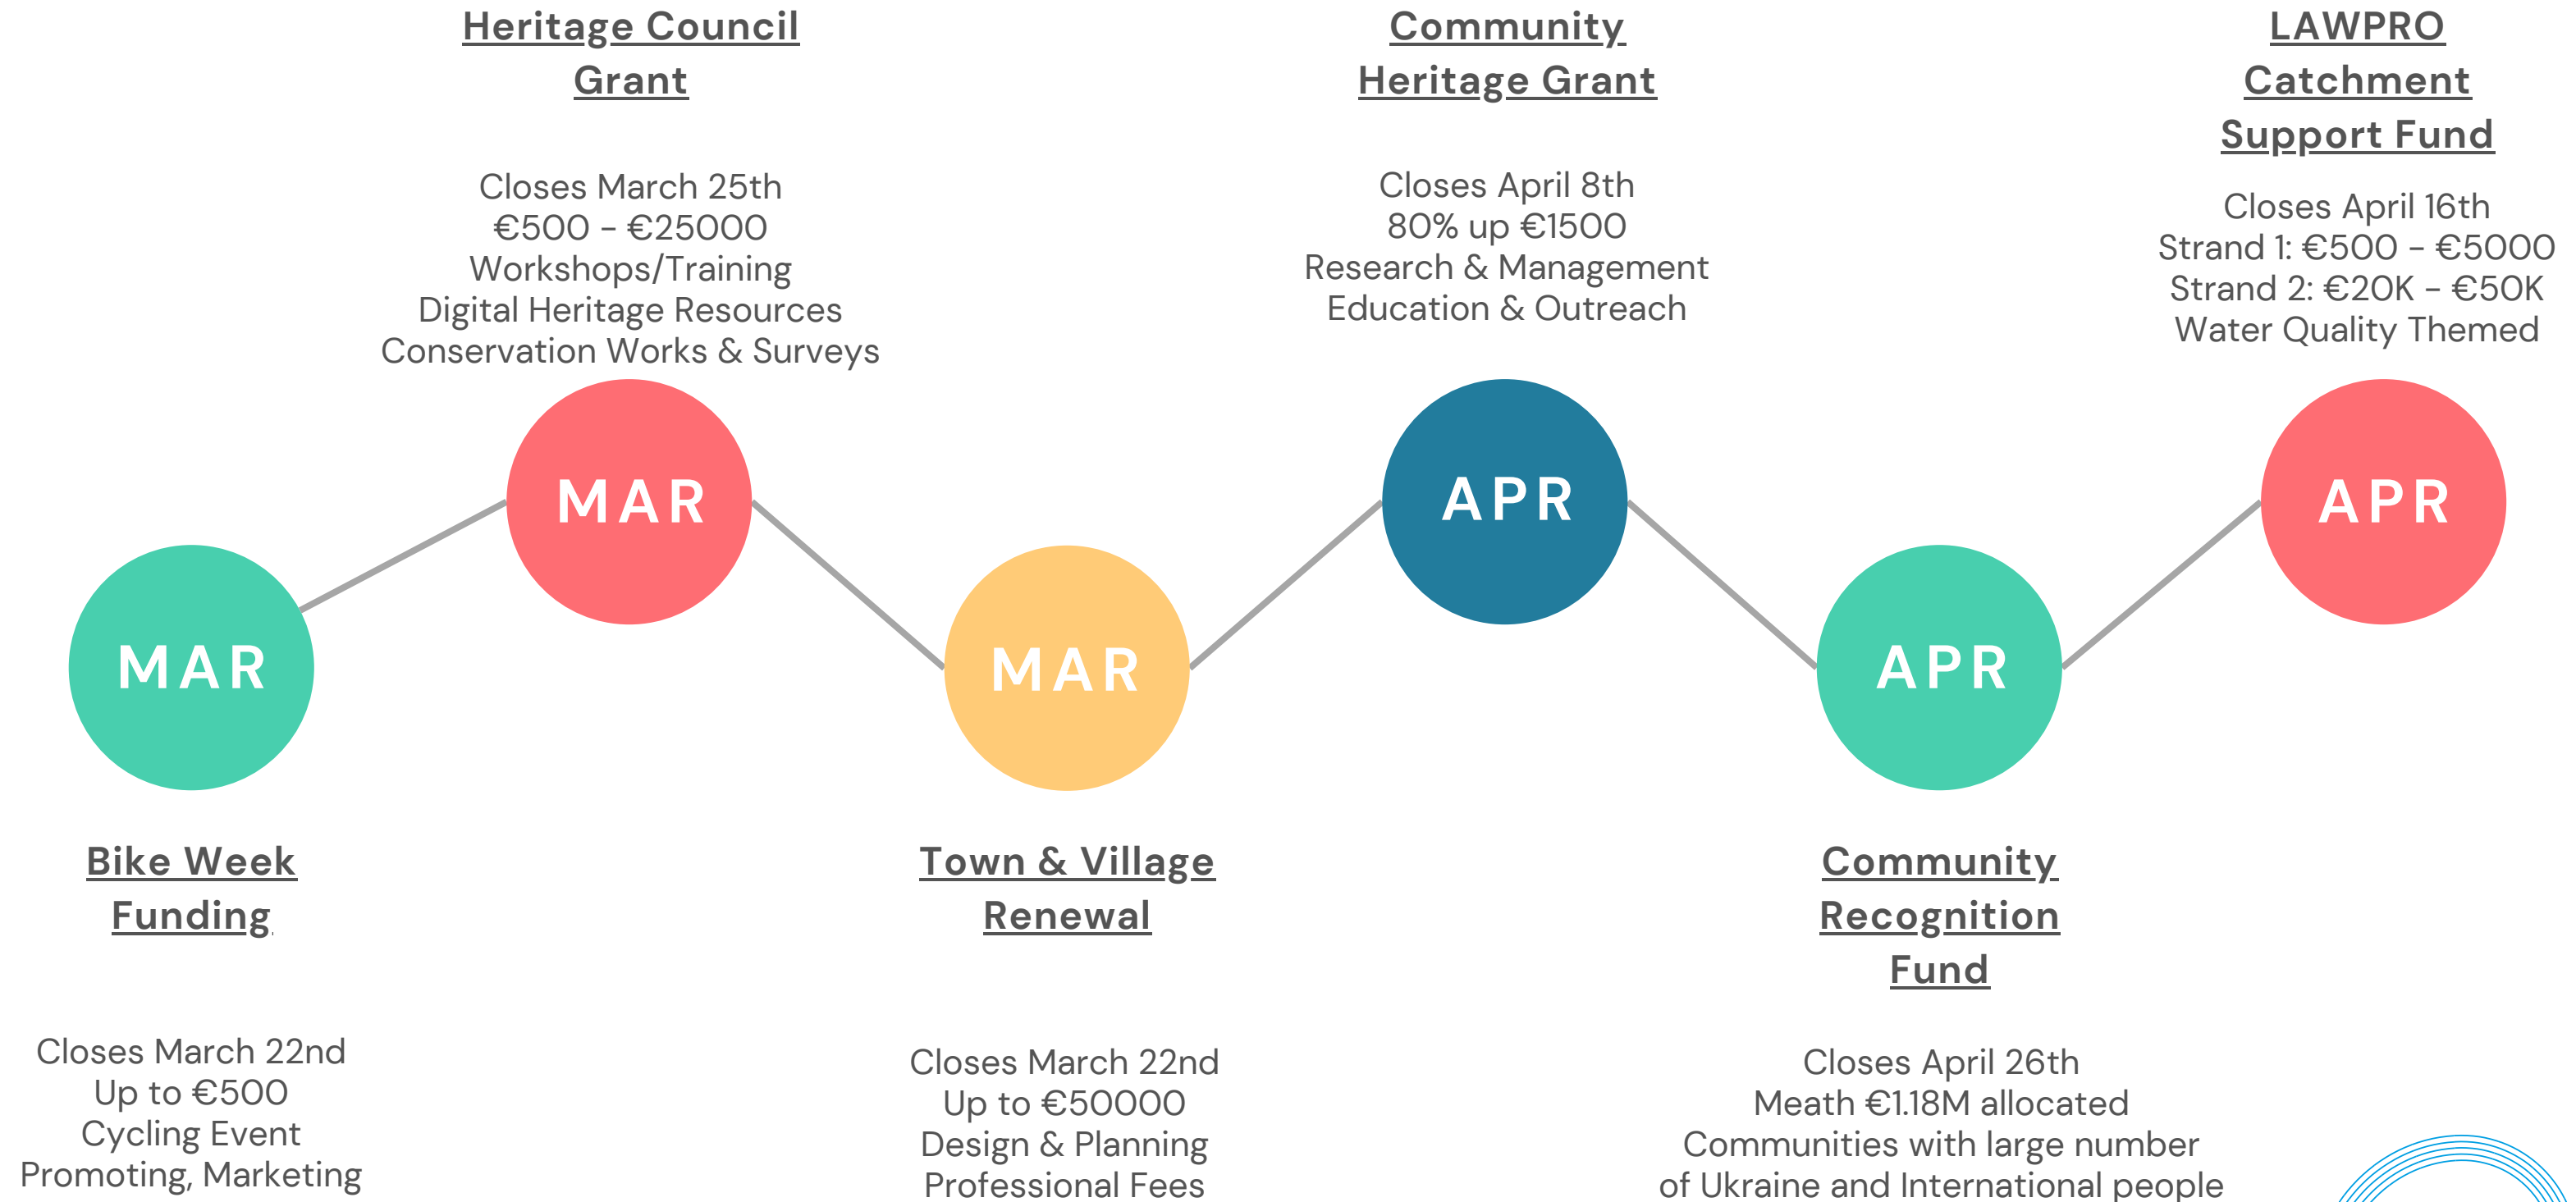 Heritage Council
Grant
Closes March 25th
€500 - €25000
Workshops/Training
Digital Heritage Resources
Conservation Works & Surveys
Community
Heritage Grant
Closes April 8th
80% up €1500
Research & Management
Education & Outreach
LAWPRO
Catchment
Support Fund
Closes April 16th
Strand 1: €500 - €5000
Strand 2: €20K - €50K
Water Quality Themed
MAR
MAR
MAR
APR
APR
APR
Bike Week
Funding
Closes March 22nd
Up to €500
Cycling Event
Promoting, Marketing
Town & Village
Renewal
Closes March 22nd
Up to €50000
Design & Planning
Professional Fees
Community
Recognition
Fund
Closes April 26th
Meath €1.18M allocated
Communities with large number
of Ukraine and International people